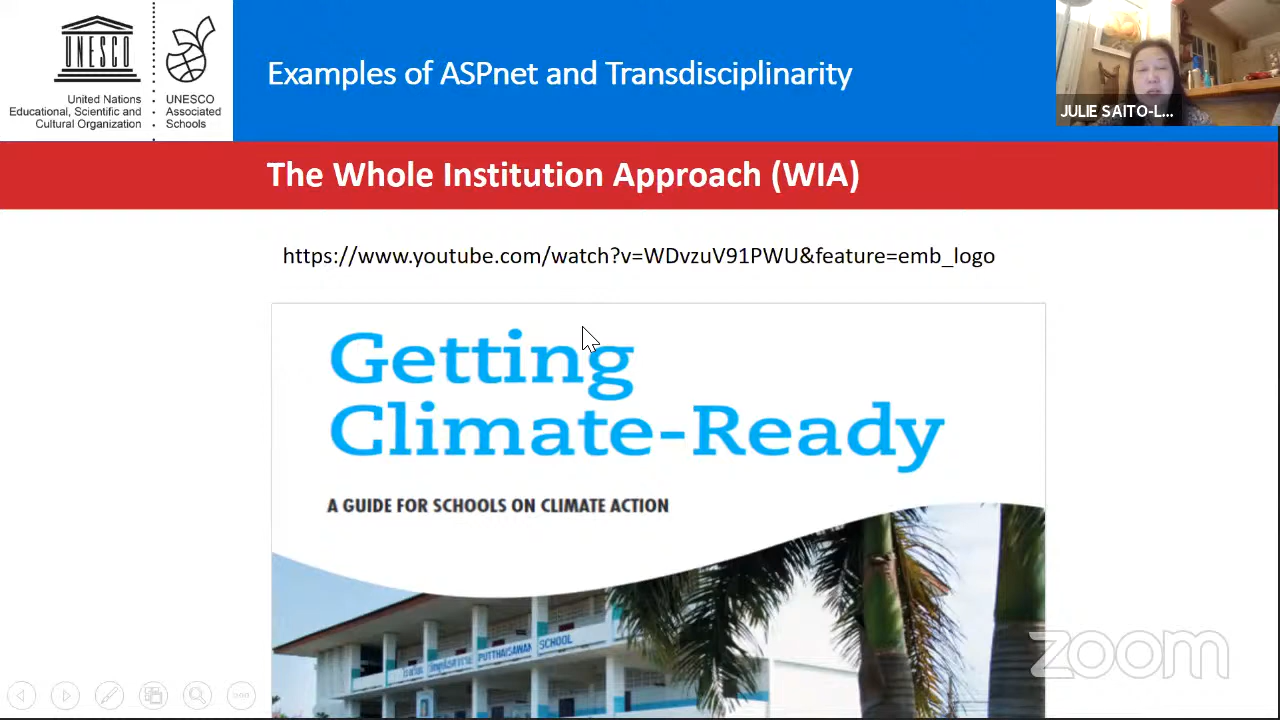 UNESCO
United Nations
Educational, Scientific and
Cultural Organization
UNESCO
Associated
Schools
Examples of ASPnet and Transdisciplinarity
JULIE SAITO-L...
The Whole Institution Approach (WIA)
https://www.youtube.com/watch?v=WDvzuV91PWU&feature=emb_logo
Getting
Climate-Ready
A GUIDE FOR SCHOOLS ON CLIMATE ACTION
PUTTHAISAWAN SCHOOL
zoom